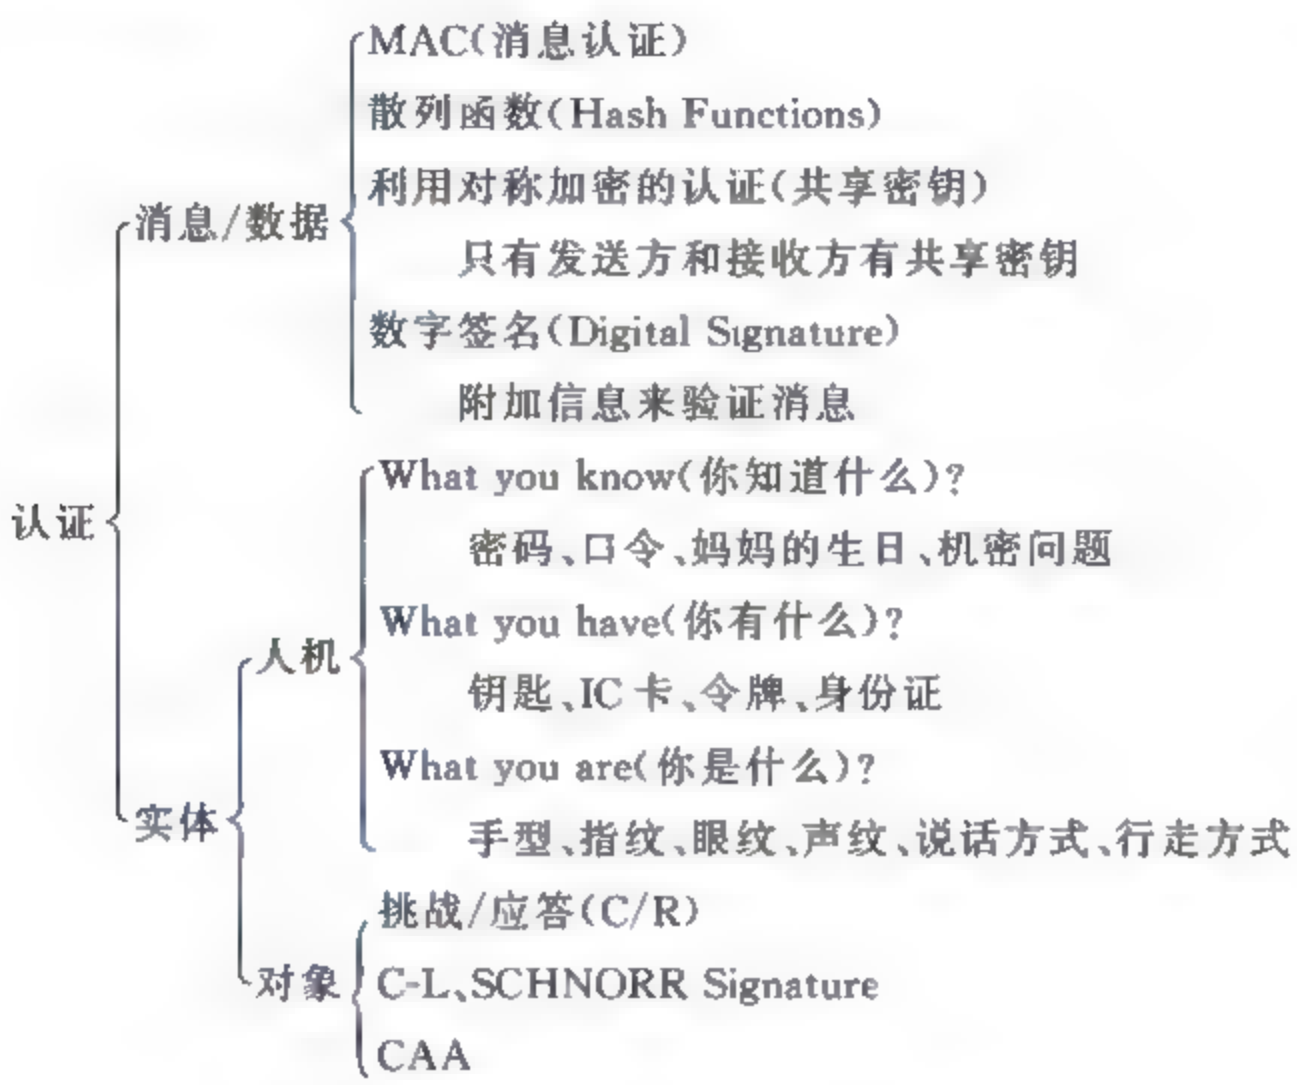 MAC(消息认证)
散列函数(Hash Functions)
利用对称加密的认证(共享密钥)
消息/数据
只有发送方和接收方有共享密钥
数字签名(Digital Signature)
附加信息来验证消息
What you know(你知道什么)?
认证
密码、口令、妈妈的生日、机密问题
What you have(你有什么)?
人机
钥匙、IC卡、令牌、身份证
What you are(你是什么)?
实体
手型、指纹、眼纹、声纹、说话方式、行走方式
挑战/应答(C/R)
对象
C-L、SCHNORR Signature
CAA